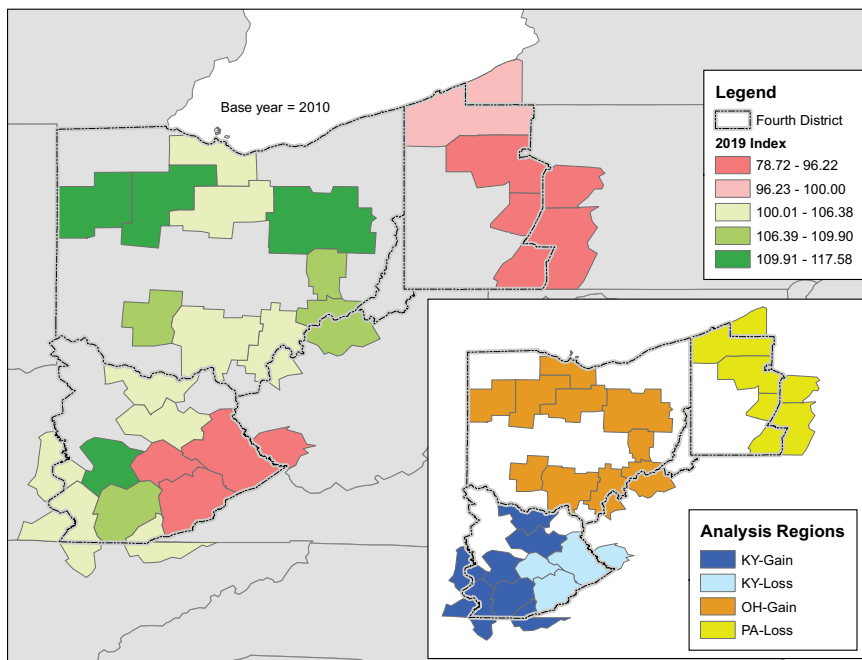 Base year = 2010
Legend
Fourth District
2019 Index
78.72 - 96.22
96.23 - 100.00
100.01 - 106.38
106.39 - 109.90
109.91 - 117.58
Analysis Regions
KY-Gain
KY-Loss
OH-Gain
PA-Loss